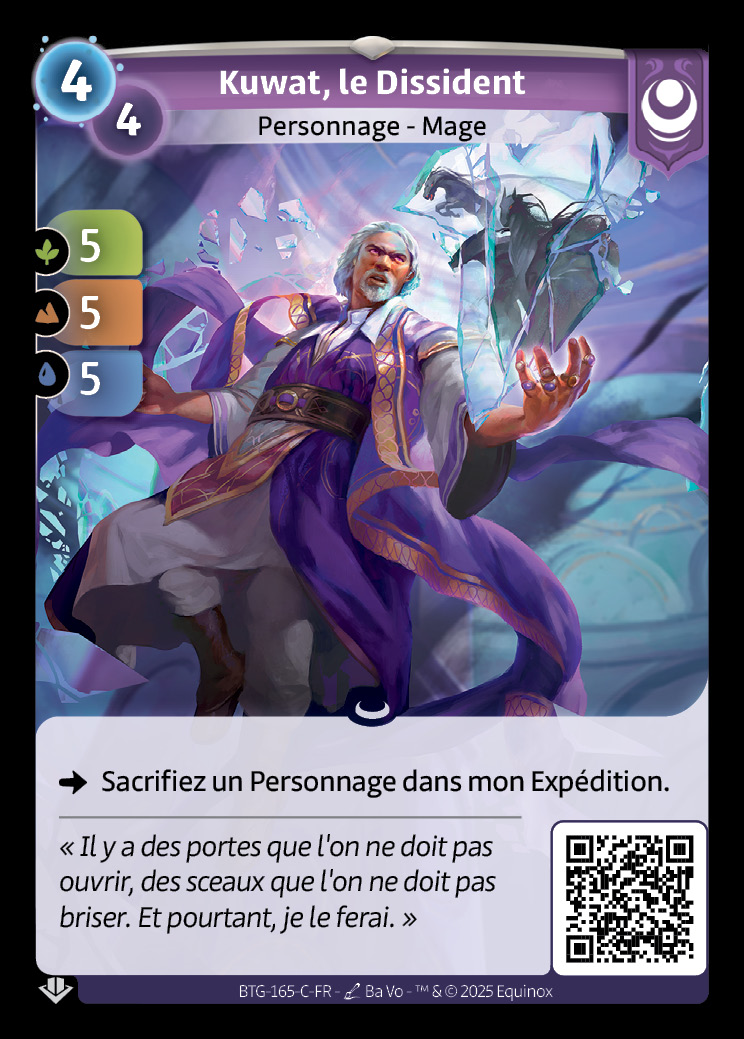 4
Kuwat, le Dissident
4
Personnage - Mage
5
5
5
Sacrifiez un Personnage dans mon Expédition.
« Il y a des portes que l'on ne doit pas
ouvrir, des sceaux que l'on ne doit pas
briser. Et pourtant, je le ferai. »
BTG-165-C-FR - Ba Vo - ™ & © 2025 Equinox